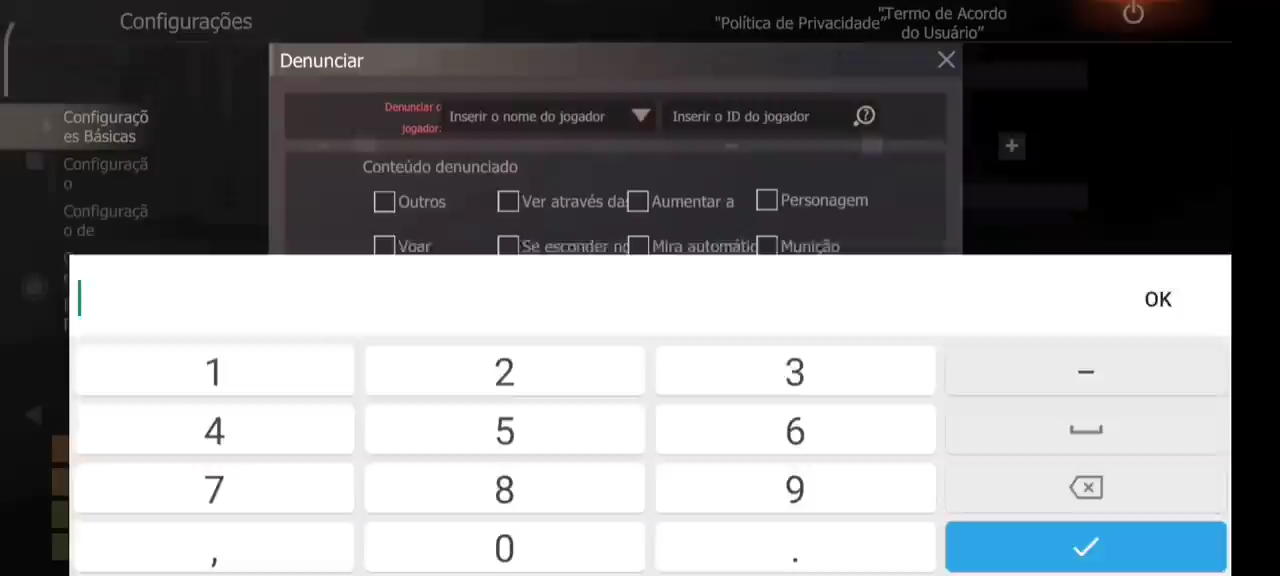 Configurações
"Política de Privacidade"
"Termo de Acordo
do Usuário"
Denunciar
Denunciar o
jogador:
Inserir o nome do jogador
Inserir o ID do jogador
Configuraçõ
es Básicas
Configuraçã
o
Configuraçã
o de
Conteúdo denunciado
Outros
Ver através das
Aumentar a
Personagem
Voar
Se esconder no
Mira automátic
Munição
OK
1
2
3
–
4
5
6
7
8
9
,
0
.